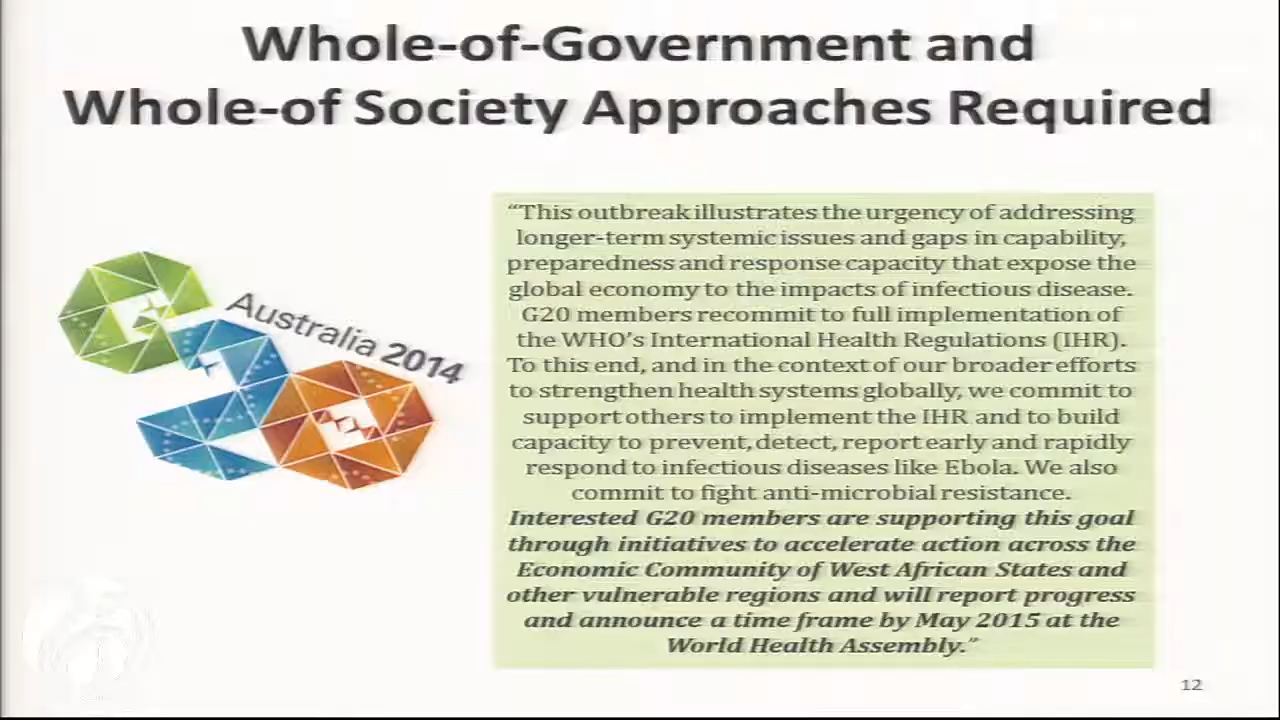 Whole-of-Government and
Whole-of Society Approaches Required
Australia 2014
“This outbreak illustrates the urgency of addressing
longer-term systemic issues and gaps in capability,
preparedness and response capacity that expose the
global economy to the impacts of infectious disease.
G20 members recommit to full implementation of
the WHO’s International Health Regulations (IHR).
To this end, and in the context of our broader efforts
to strengthen health systems globally, we commit to
support others to implement the IHR and to build
capacity to prevent, detect, report early and rapidly
respond to infectious diseases like Ebola. We also
commit to fight anti-microbial resistance.
Interested G20 members are supporting this goal
through initiatives to accelerate action across the
Economic Community of West African States and
other vulnerable regions and will report progress
and announce a time frame by May 2015 at the
World Health Assembly.”
12